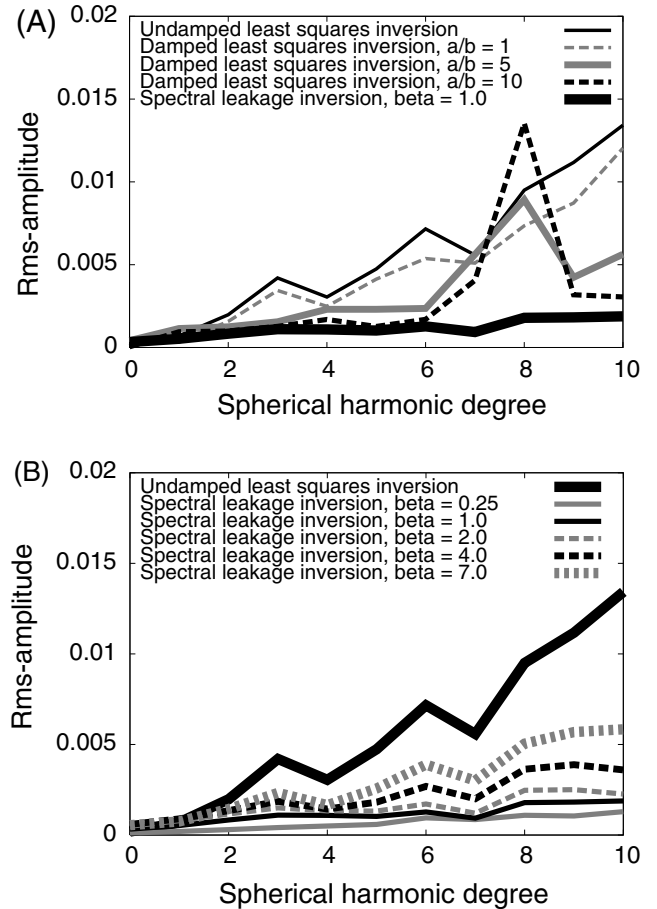 (A)
0.02
0.015
0.01
0.005
0
Rms-amplitude
Undamped least squares inversion
Damped least squares inversion, a/b = 1
Damped least squares inversion, a/b = 5
Damped least squares inversion, a/b = 10
Spectral leakage inversion, beta = 1.0
0 2 4 6 8 10
Spherical harmonic degree
(B)
0.02
0.015
0.01
0.005
0
Rms-amplitude
Undamped least squares inversion
Spectral leakage inversion, beta = 0.25
Spectral leakage inversion, beta = 1.0
Spectral leakage inversion, beta = 2.0
Spectral leakage inversion, beta = 4.0
Spectral leakage inversion, beta = 7.0
0 2 4 6 8 10
Spherical harmonic degree